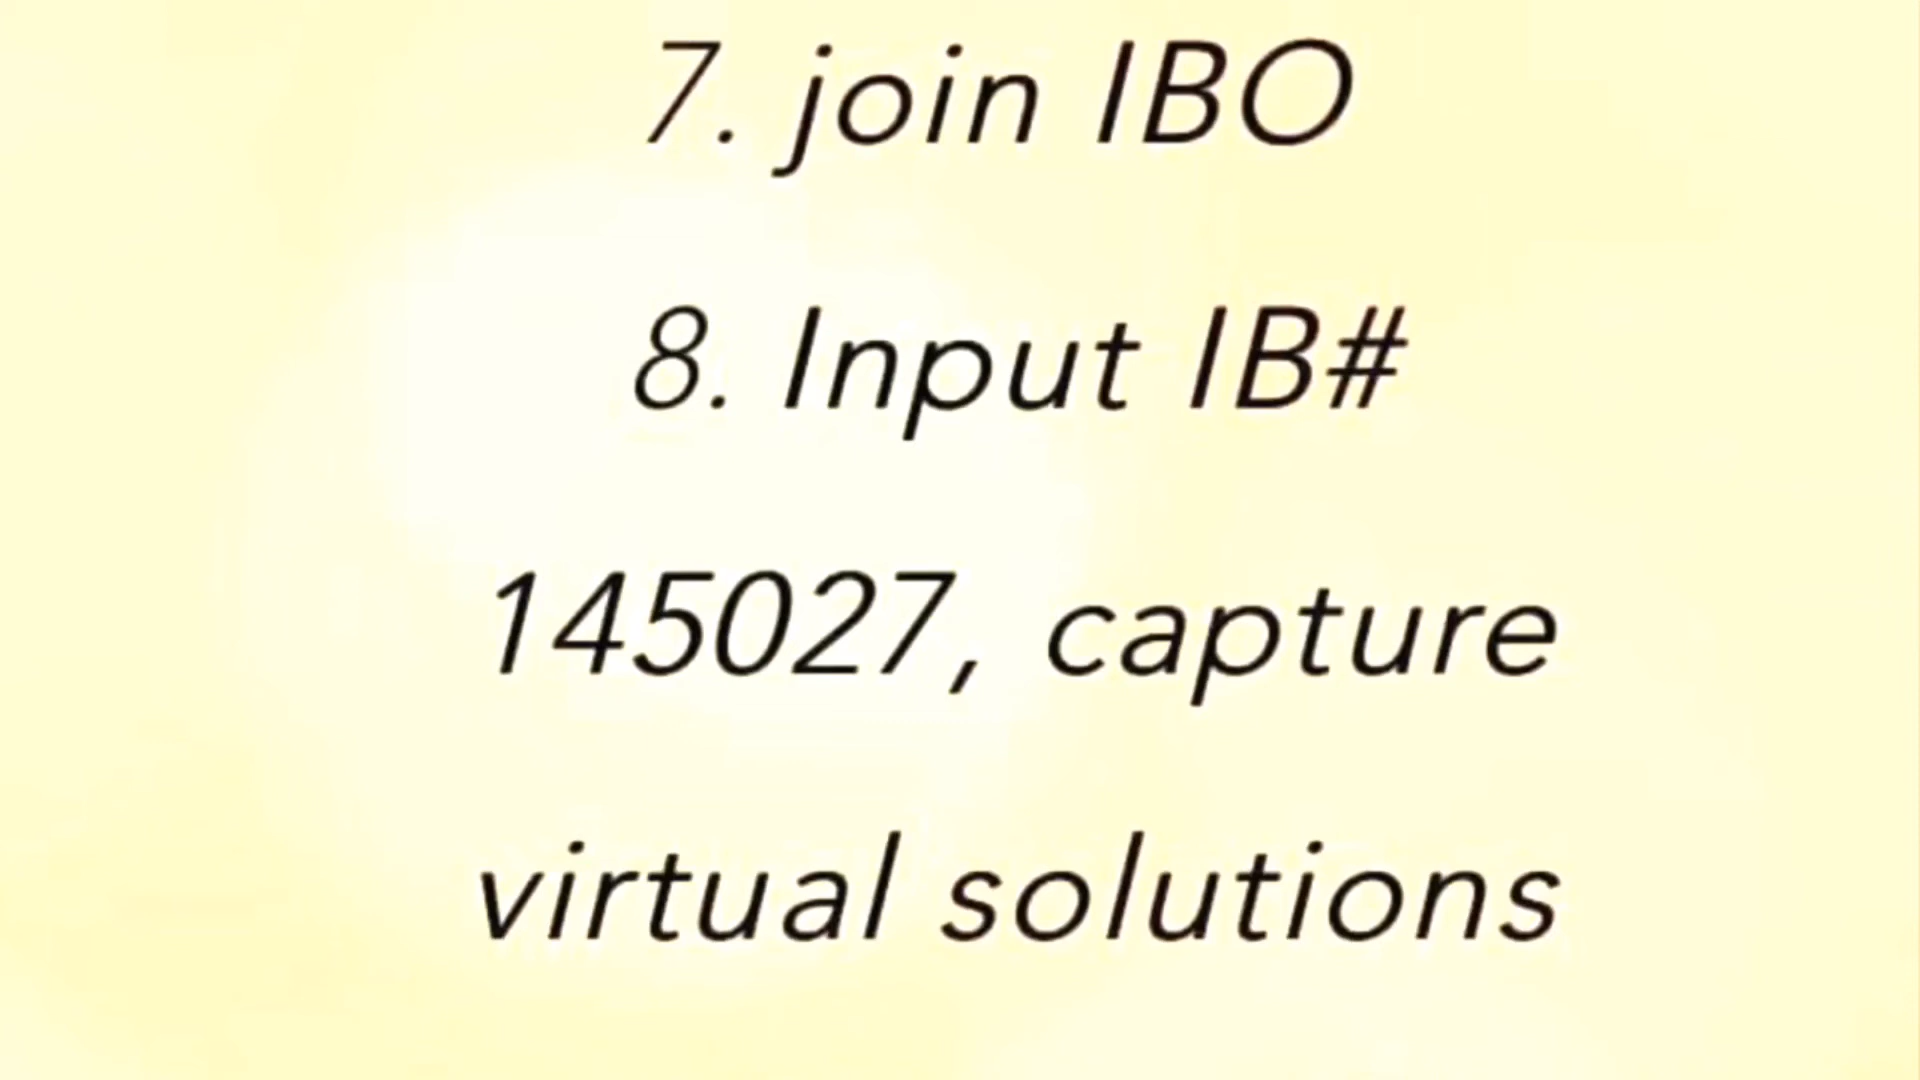 7. join IBO
8. Input IB#
145027, capture
virtual solutions